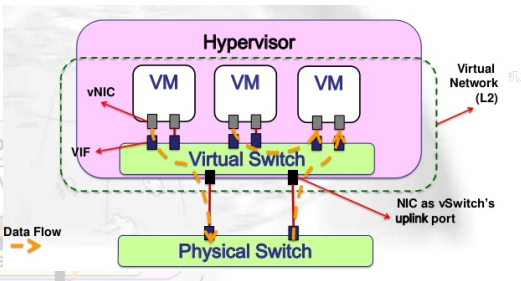 Hypervisor
VM
VM
VM
vNIC
Virtual
Network
(L2)
VIF
Virtual Switch
NIC as vSwitch's
uplink port
Data Flow
Physical Switch